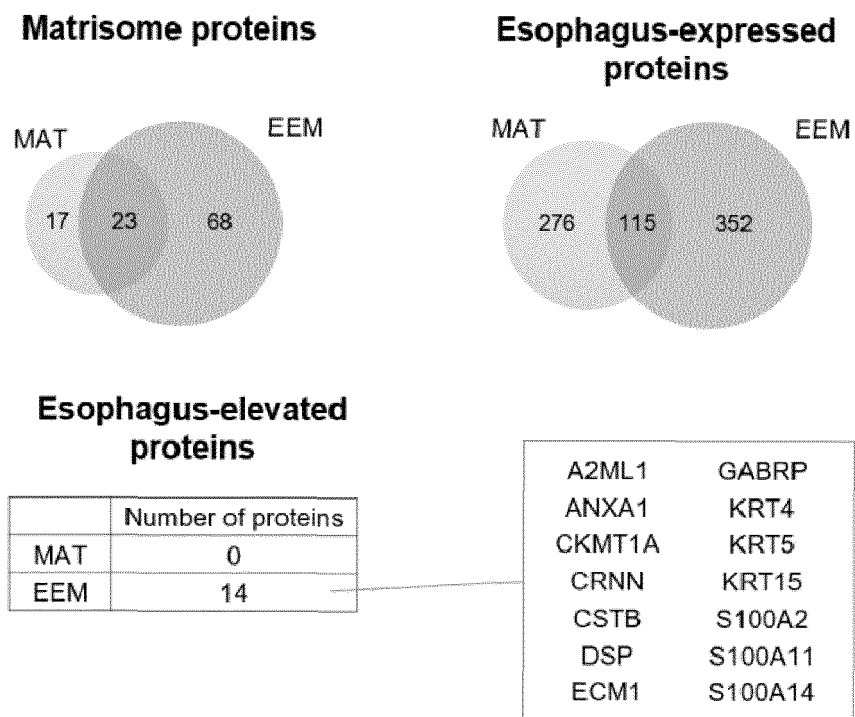 Matrisome proteins
MAT
EEM
17
23
68
Esophagus-expressed
proteins
MAT
EEM
276
115
352
Esophagus-elevated
proteins
Number of proteins
MAT 0
EEM 14
A2ML1 GABRP
ANXA1 KRT4
CKMT1A KRT5
CRNN KRT15
CSTB S100A2
DSP S100A11
ECM1 S100A14